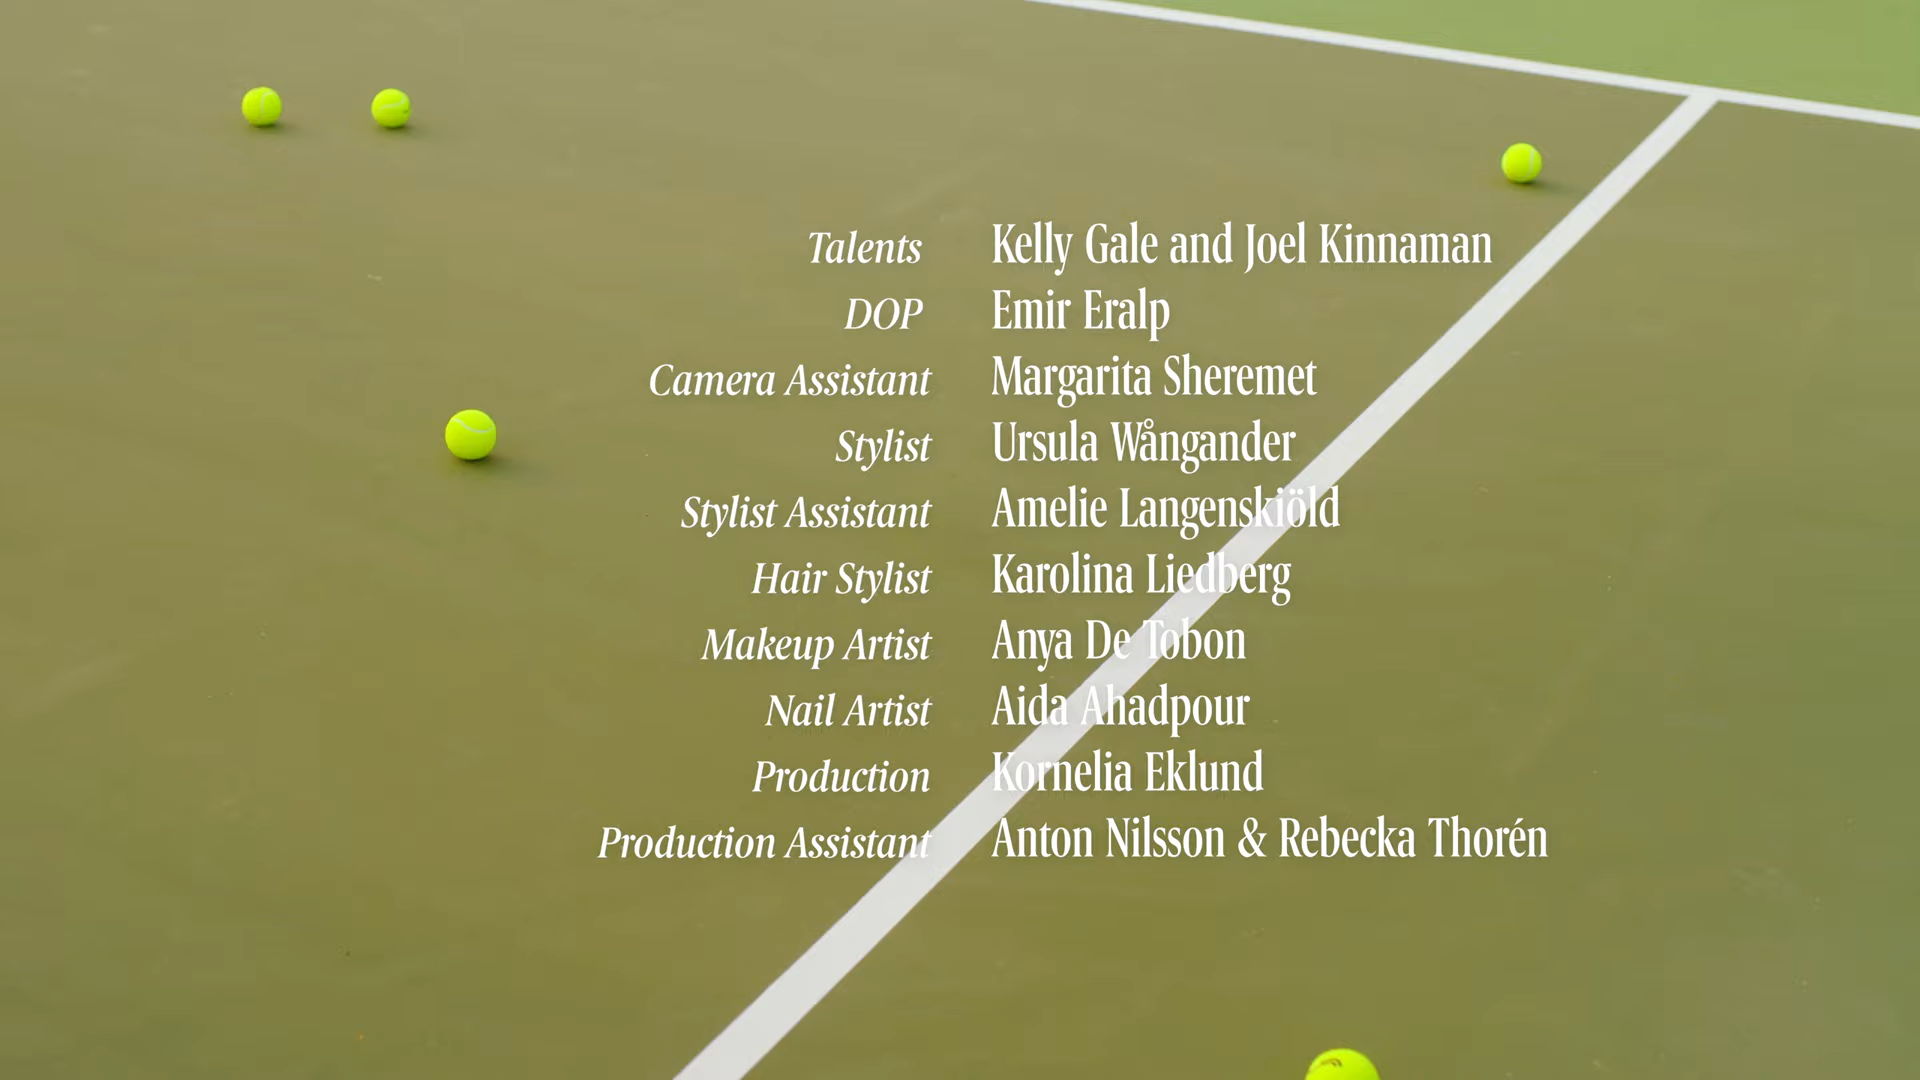 Talents Kelly Gale and Joel Kinnaman
DOP Emir Eralp
Camera Assistant Margarita Sheremet
Stylist Ursula Wångander
Stylist Assistant Amelie Langenskiöld
Hair Stylist Karolina Liedberg
Makeup Artist Anya De Tobon
Nail Artist Aida Ahadpour
Production Kornelia Eklund
Production Assistant Anton Nilsson & Rebecka Thorén